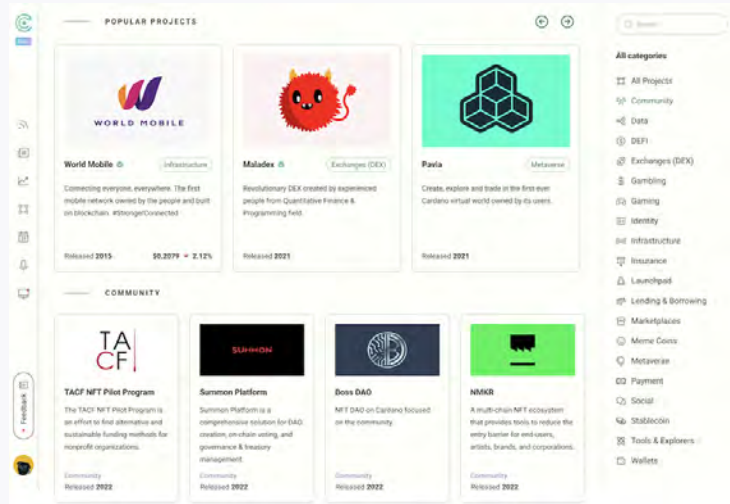 POPULAR PROJECTS
WORLD MOBILE
World Mobile
Infrastructure
Connecting everyone, everywhere. The first
mobile network owned by the people and built
on blockchain. #StrongerConnected
Released 2015
$0.2079 2.12%
Maladex
Exchanges (DEX)
Revolutionary DEX created by experienced
people from Quantitative Finance &
Programming field.
Released 2021
Pavia
Metaverse
Create, explore and trade in the first-ever
Cardano virtual world owned by its users.
Released 2021
COMMUNITY
TA
CF
TACF NFT Pilot Program
The TACF NFT Pilot Program is
an effort to find alternative and
sustainable funding methods for
nonprofit organizations.
Community
Released 2022
SUMMON
Summon Platform
Summon Platform is a
comprehensive solution for DAO
creation, on-chain voting, and
governance & treasury
management.
Community
Released 2022
Boss DAO
NFT DAO on Cardano focused
on the community.
Community
Released 2022
NMKR
A multi-chain NFT ecosystem
that provides tools to reduce the
entry barrier for end-users,
artists, brands, and corporations.
Community
Released 2022
Feedback
Search
All categories
All Projects
Community
Data
DEFI
Exchanges (DEX)
Gambling
Gaming
Identity
Infrastructure
Insurance
Launchpad
Lending & Borrowing
Marketplaces
Meme Coins
Metaverse
Payment
Social
Stablecoin
Tools & Explorers
Wallets